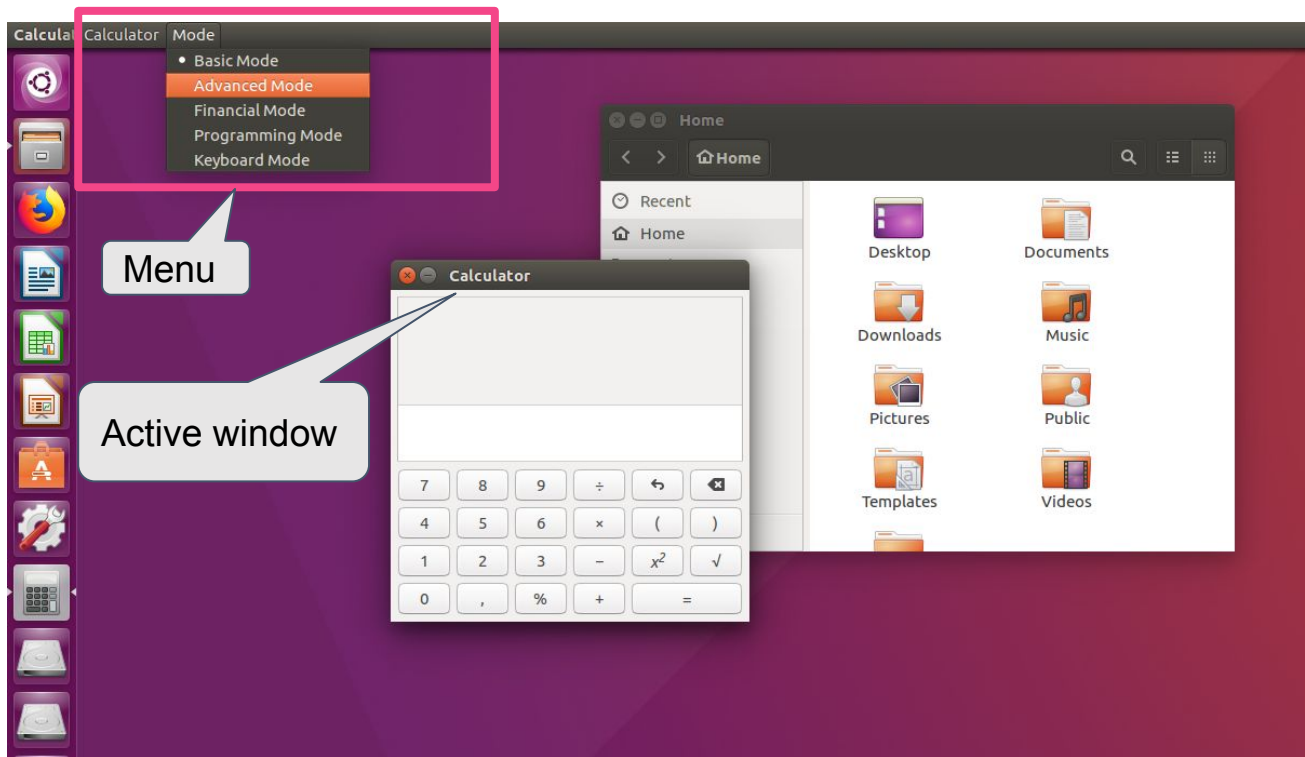 Calculat Calculator Mode
Basic Mode
Advanced Mode
Financial Mode
Programming Mode
Keyboard Mode
Menu
Home
Home
Recent
Home
Desktop
Documents
Downloads
Music
Pictures
Public
Templates
Videos
Calculator
Active window
7 8 9 ÷
4 5 6 × ( )
1 2 3 − x² √
0 , % + =